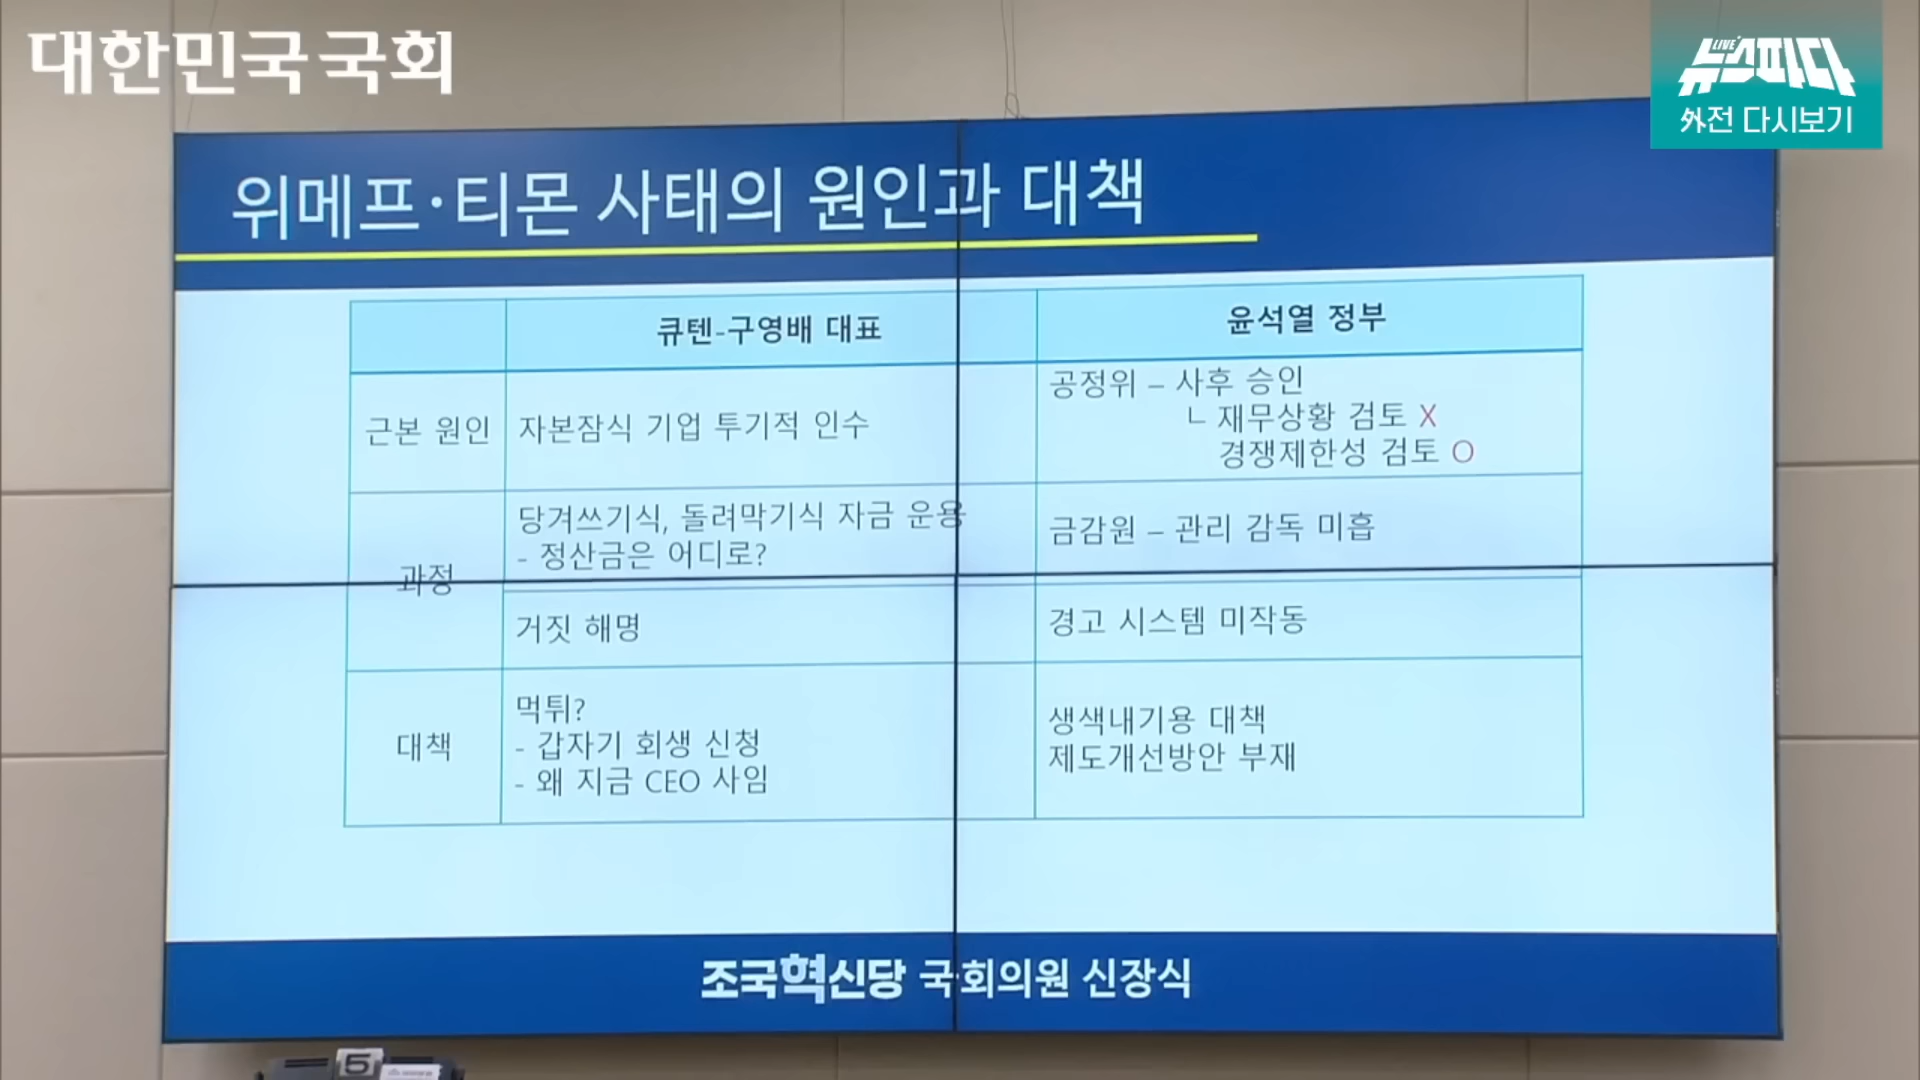 대한민국 국회
LIVE
뉴스피다
外전 다시보기
위메프·티몬 사태의 원인과 대책
큐텐-구영배 대표
윤석열 정부
근본 원인
자본잠식 기업 투기적 인수
공정위 – 사후 승인
ㄴ 재무상황 검토 X
경쟁제한성 검토 O
과정
당겨쓰기식, 돌려막기식 자금 운용
- 정산금은 어디로?
금감원 – 관리 감독 미흡
거짓 해명
경고 시스템 미작동
대책
먹튀?
- 갑자기 회생 신청
- 왜 지금 CEO 사임
생색내기용 대책
제도개선방안 부재
조국혁신당 국회의원 신장식
5